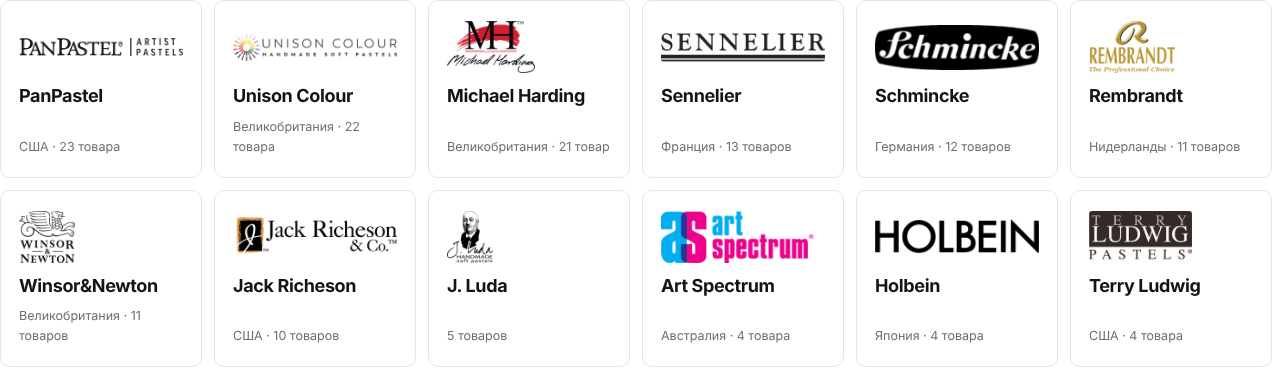 PANPASTEL® | ARTIST PASTELS
PanPastel
США · 23 товара
UNISON COLOUR
HANDMADE SOFT PASTELS
Unison Colour
Великобритания · 22
товара
MH™
Michael Harding
Michael Harding
Великобритания · 21 товар
SENNELIER
Sennelier
Франция · 13 товаров
Schmincke
Schmincke
Германия · 12 товаров
R
REMBRANDT
The Professional Choice
Rembrandt
Нидерланды · 11 товаров
WINSOR
&
NEWTON
Winsor&Newton
Великобритания · 11
товаров
Jack Richeson
& Co.™
Jack Richeson
США · 10 товаров
J. Luda
HANDMADE
soft pastels
J. Luda
5 товаров
as art
spectrum®
Art Spectrum
Австралия · 4 товара
HOLBEIN
Holbein
Япония · 4 товара
TERRY
LUDWIG
PASTELS®
Terry Ludwig
США · 4 товара